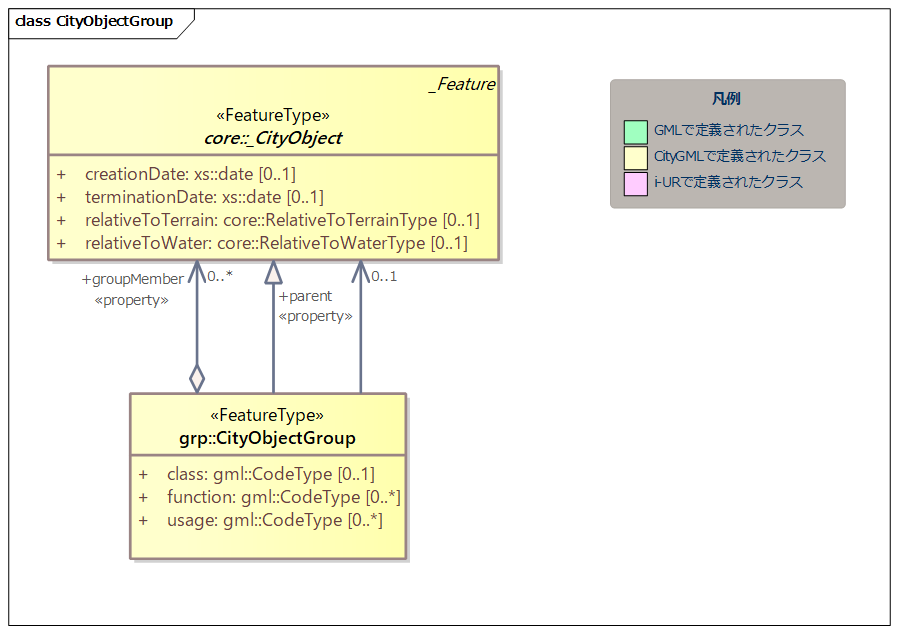 class CityObjectGroup
_Feature
«FeatureType»
core::_CityObject
+ creationDate: xs::date [0..1]
+ terminationDate: xs::date [0..1]
+ relativeToTerrain: core::RelativeToTerrainType [0..1]
+ relativeToWater: core::RelativeToWaterType [0..1]
凡例
GMLで定義されたクラス
CityGMLで定義されたクラス
i-URで定義されたクラス
+groupMember 0..*
«property»
0..1
+parent
«property»
«FeatureType»
grp::CityObjectGroup
+ class: gml::CodeType [0..1]
+ function: gml::CodeType [0..*]
+ usage: gml::CodeType [0..*]